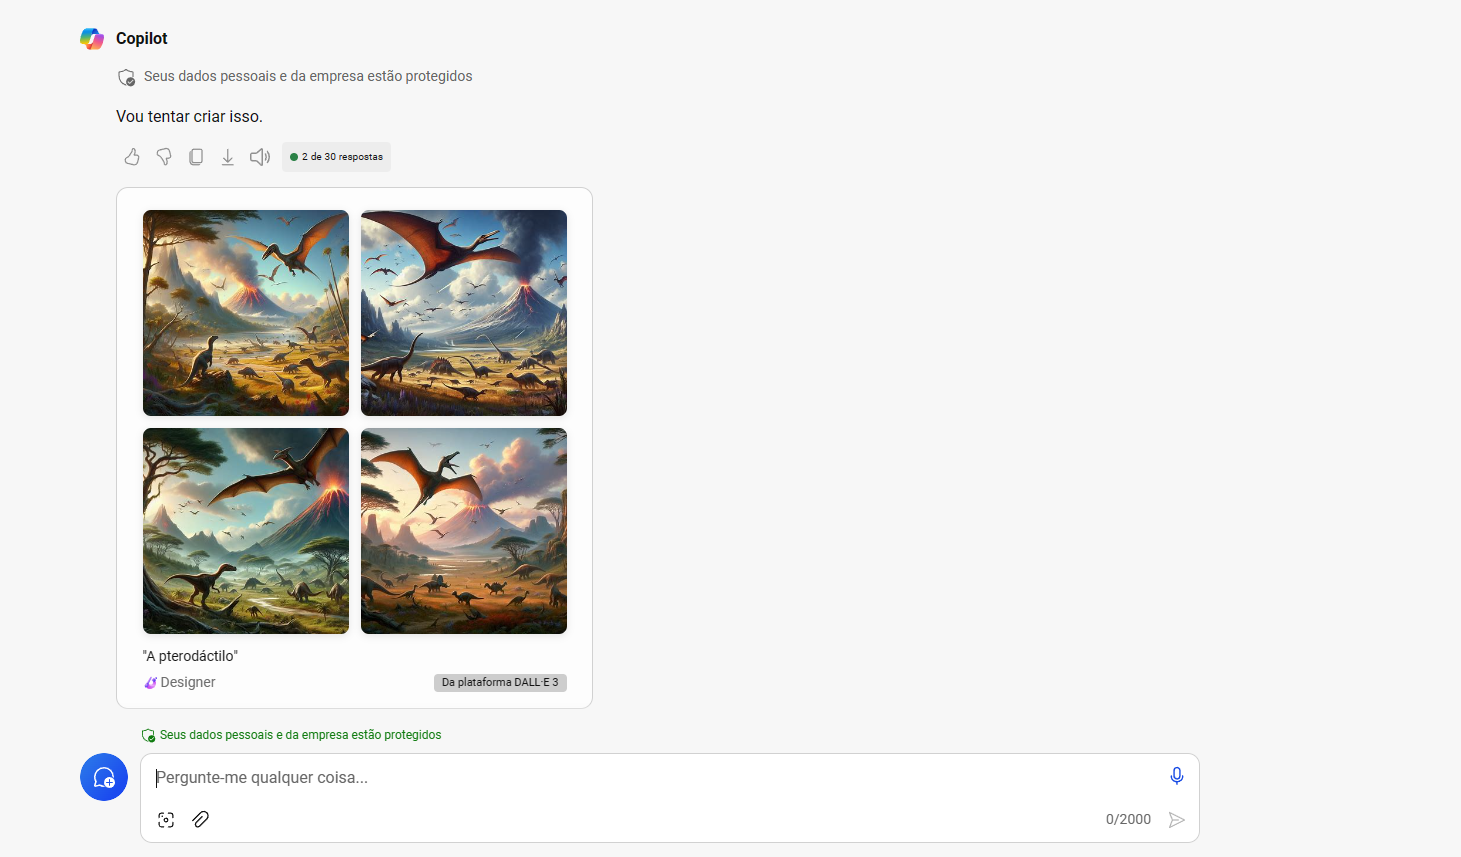 Copilot
Seus dados pessoais e da empresa estão protegidos
Vou tentar criar isso.
2 de 30 respostas
"A pterodáctilo"
Designer
Da plataforma DALL·E 3
Seus dados pessoais e da empresa estão protegidos
Pergunte-me qualquer coisa...
0/2000